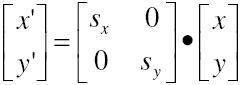 [x'] = [s_x 0] • [x]
[y'] [0 s_y] [y]